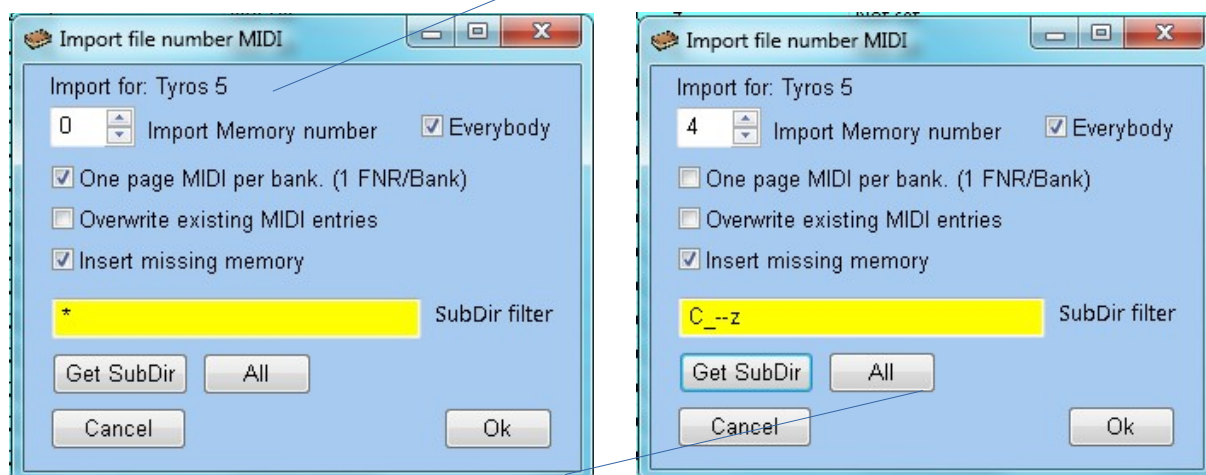 Import file number MIDI
Import for: Tyros 5
0 Import Memory number Everybody
One page MIDI per bank. (1 FNR/Bank)
Overwrite existing MIDI entries
Insert missing memory
* SubDir filter
Get SubDir All
Cancel Ok
Import file number MIDI
Import for: Tyros 5
4 Import Memory number Everybody
One page MIDI per bank. (1 FNR/Bank)
Overwrite existing MIDI entries
Insert missing memory
C_--z SubDir filter
Get SubDir All
Cancel Ok